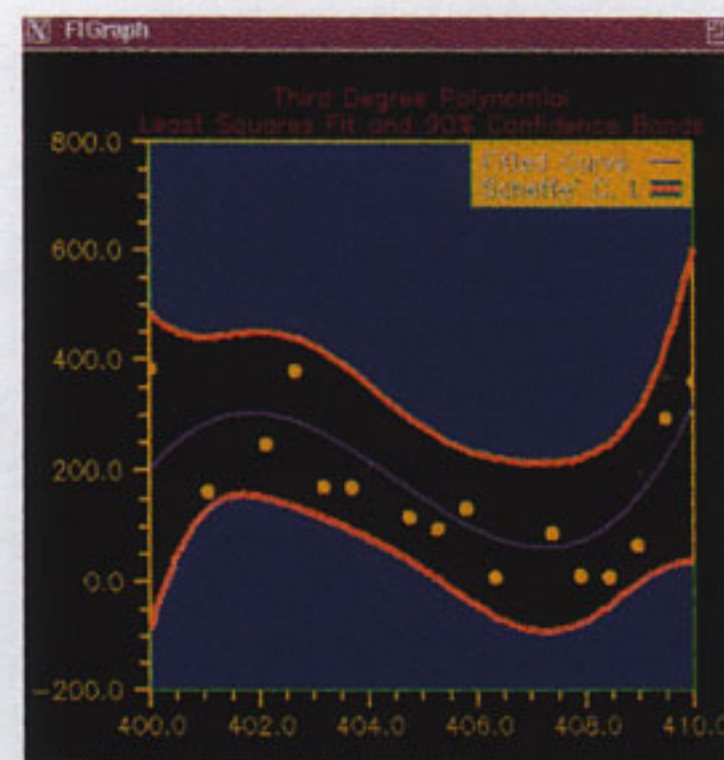 FIGraph
Third Degree Polynomial
Least Squares Fit and 90% Confidence Bands
800.0
Fitted Curve
Scheffe' C. I.
600.0
400.0
200.0
0.0
-200.0
400.0 402.0 404.0 406.0 408.0 410.0